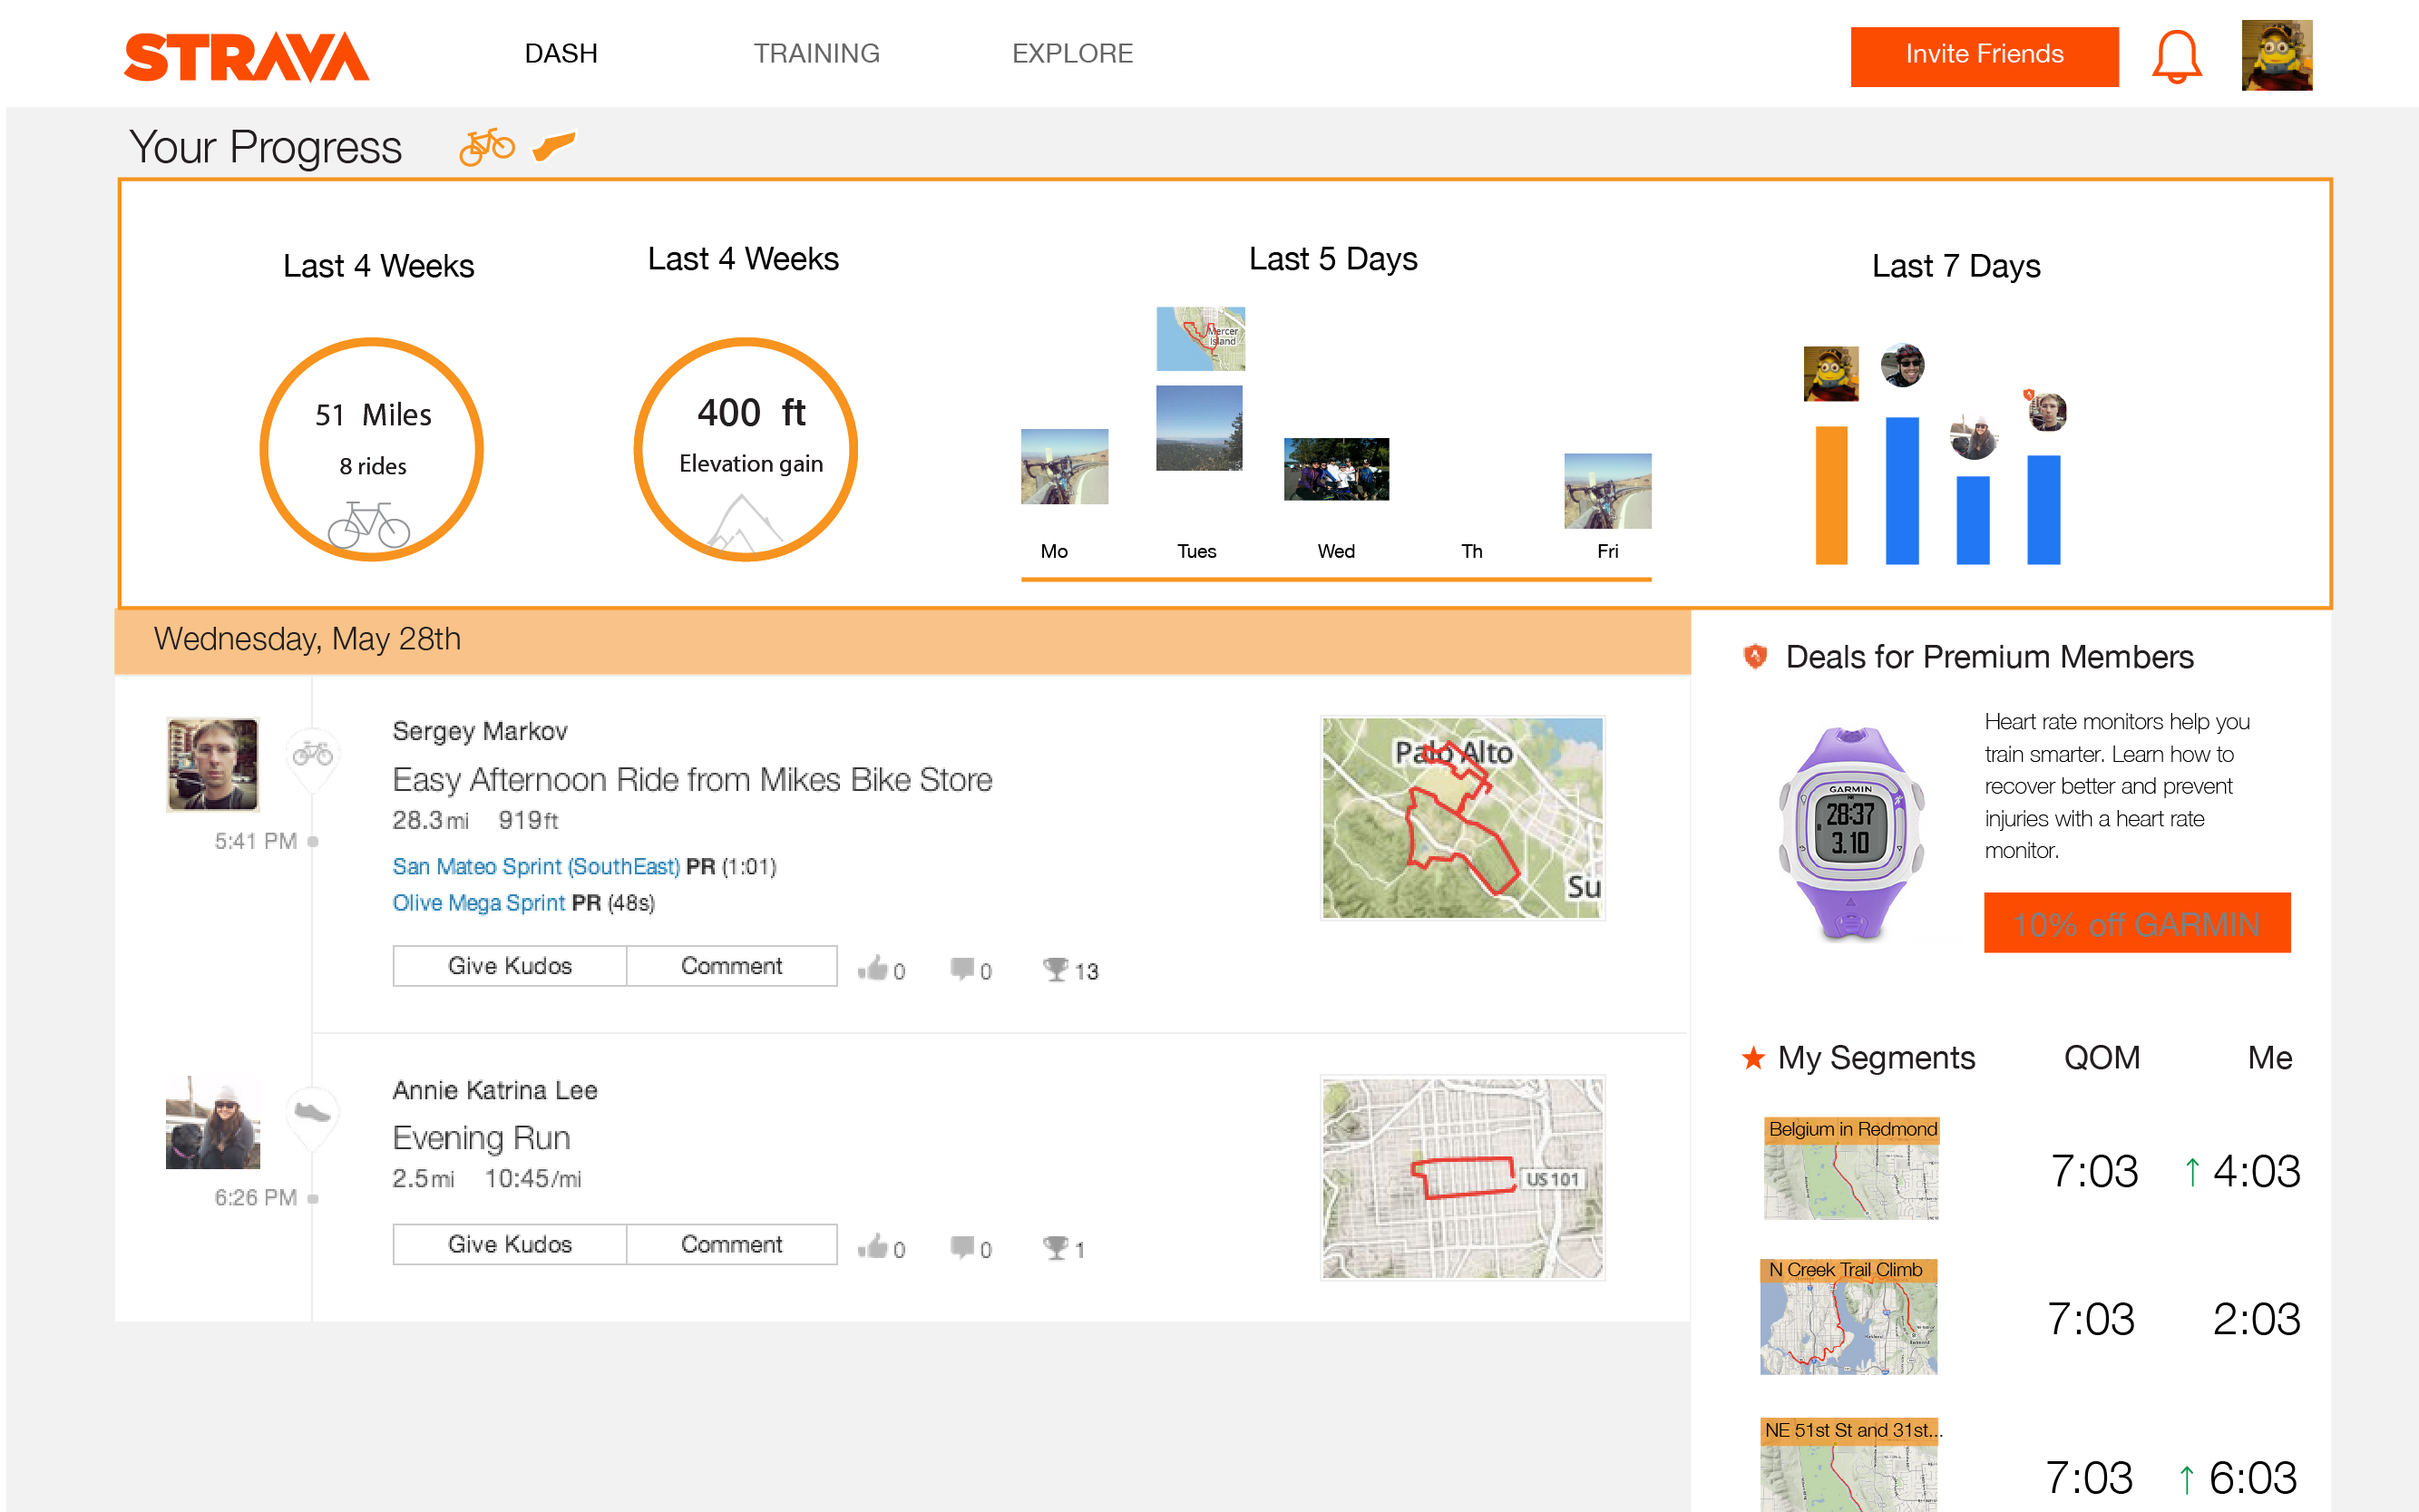 STRAVA
DASH
TRAINING
EXPLORE
Invite Friends
Your Progress
Last 4 Weeks
Last 4 Weeks
Last 5 Days
Last 7 Days
51 Miles
8 rides
400 ft
Elevation gain
Mercer
Island
Mo
Tues
Wed
Th
Fri
Wednesday, May 28th
Sergey Markov
Easy Afternoon Ride from Mikes Bike Store
28.3mi 919ft
5:41 PM
San Mateo Sprint (SouthEast) PR (1:01)
Olive Mega Sprint PR (48s)
Give Kudos
Comment
0
0
13
Palo Alto
Su
Annie Katrina Lee
Evening Run
2.5mi 10:45/mi
6:26 PM
Give Kudos
Comment
0
0
1
US 101
Deals for Premium Members
GARMIN
28:37
3.10
Heart rate monitors help you
train smarter. Learn how to
recover better and prevent
injuries with a heart rate
monitor.
10% off GARMIN
My Segments
QOM
Me
Belgium in Redmond
7:03
↑ 4:03
N Creek Trail Climb
7:03
2:03
NE 51st St and 31st...
7:03
↑ 6:03